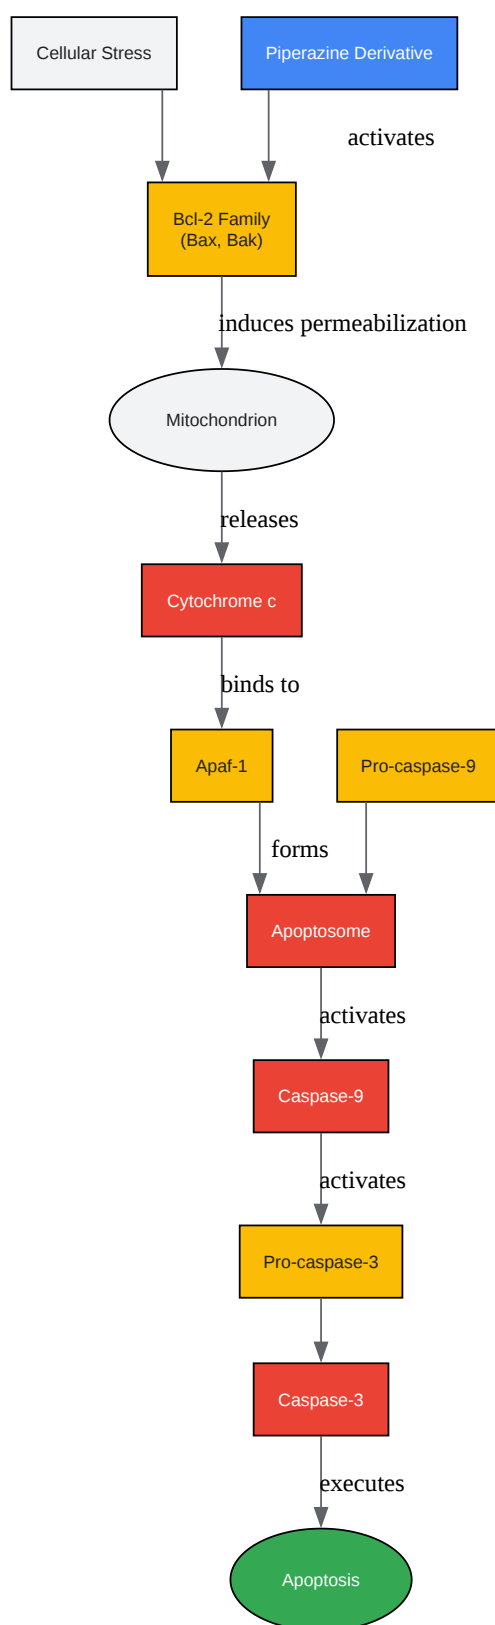 Cellular Stress
Piperazine Derivative
activates
Bcl-2 Family
(Bax, Bak)
induces permeabilization
Mitochondrion
releases
Cytochrome c
binds to
Apaf-1
Pro-caspase-9
forms
Apoptosome
activates
Caspase-9
activates
Pro-caspase-3
Caspase-3
executes
Apoptosis